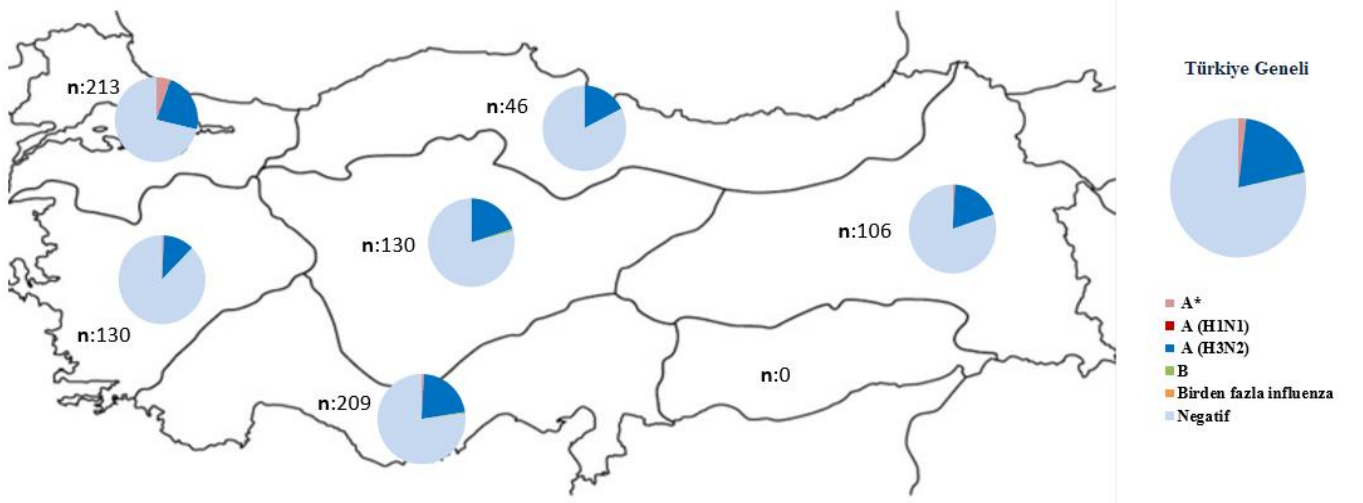 n:213
n:46
n:130
n:106
n:130
n:209
n:0
Türkiye Geneli
A*
A (H1N1)
A (H3N2)
B
Birden fazla influenza
Negatif